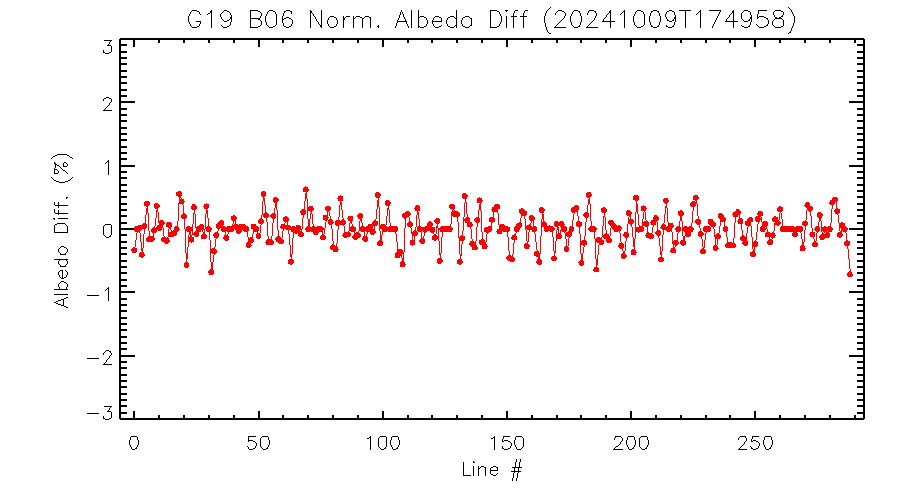 G19 B06 Norm. Albedo Diff (20241009T174958)
3
2
1
0
-1
-2
-3
Albedo Diff. (%)
0 50 100 150 200 250
Line #